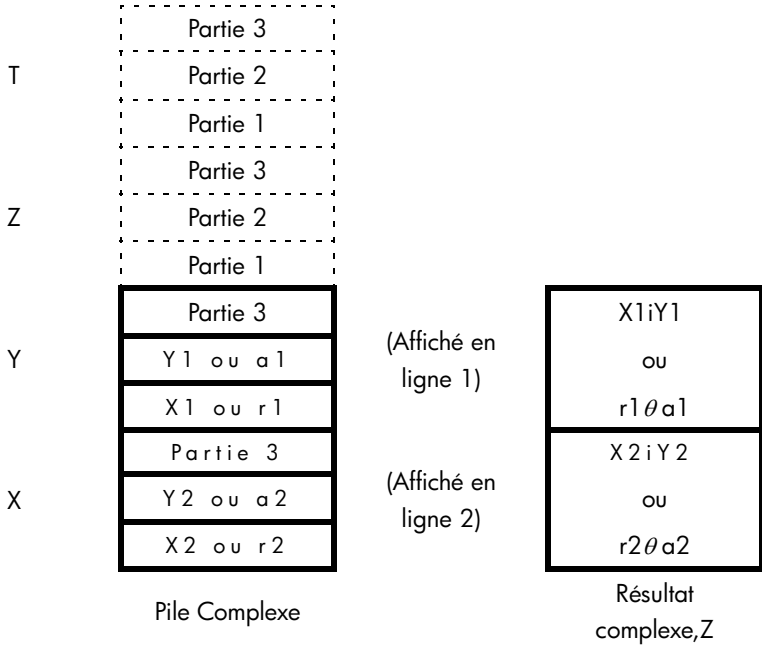 Partie 3
T
Partie 2
Partie 1
Partie 3
Z
Partie 2
Partie 1
Partie 3
Y
Y1 ou a1
X1 ou r1
(Affiché en
ligne 1)
X1iY1
ou
r1θa1
Partie 3
X
Y2 ou a2
X2 ou r2
(Affiché en
ligne 2)
X2iY2
ou
r2θa2
Pile Complexe
Résultat
complexe,Z